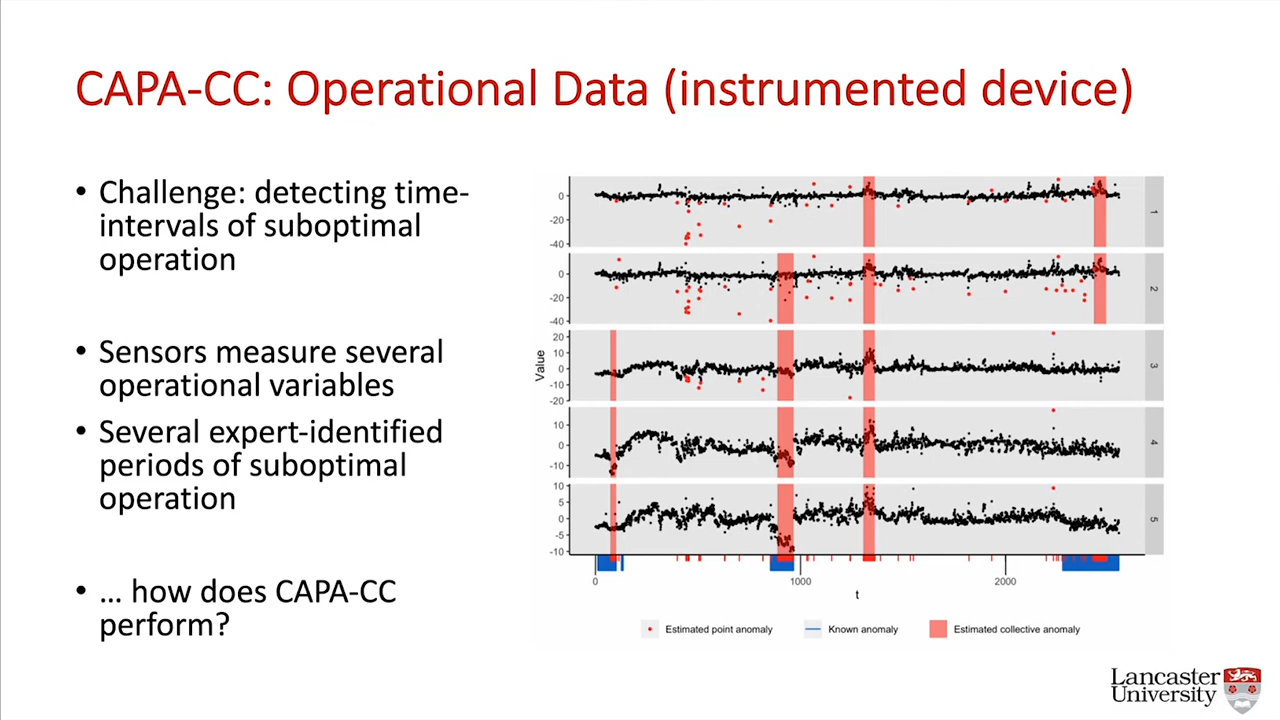 CAPA-CC: Operational Data (instrumented device)
• Challenge: detecting time-
intervals of suboptimal
operation
• Sensors measure several
operational variables
• Several expert-identified
periods of suboptimal
operation
• … how does CAPA-CC
perform?
Value
0
-20
-40
1
0
-20
-40
2
20
10
0
-10
-20
3
10
0
-10
4
10
5
0
-5
-10
5
0
1000
2000
t
Estimated point anomaly
Known anomaly
Estimated collective anomaly
Lancaster
University